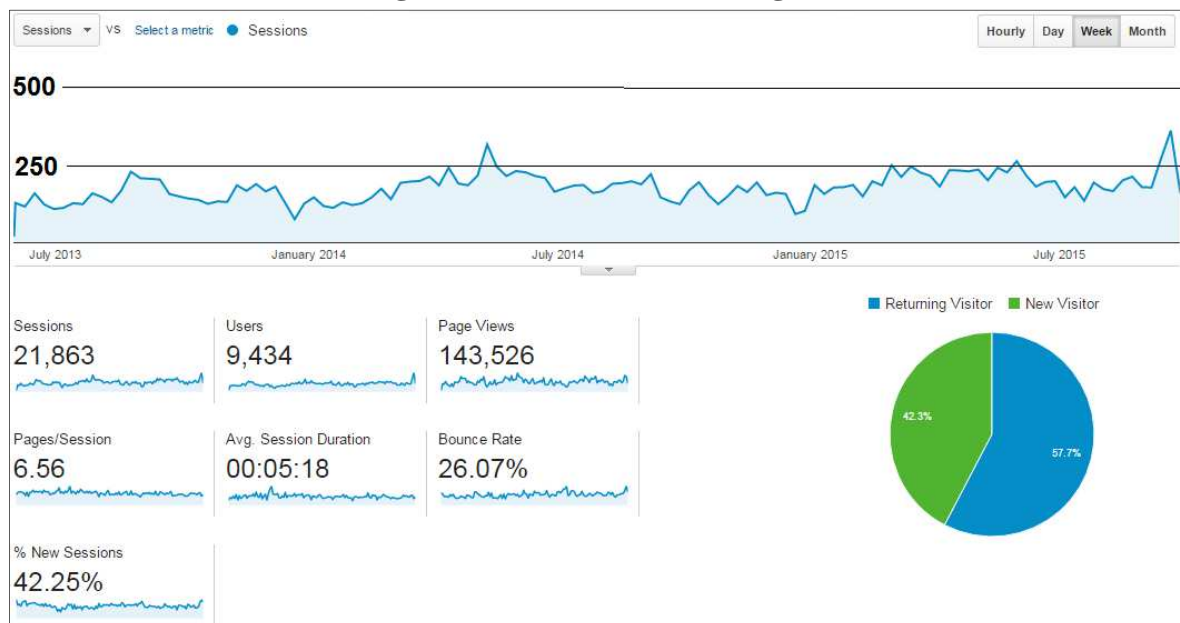 Sessions VS Select a metric Sessions Hourly Day Week Month
500
250
July 2013 January 2014 July 2014 January 2015 July 2015
Returning Visitor New Visitor
Sessions Users Page Views
21,863 9,434 143,526
42.3%
57.7%
Pages/Session Avg. Session Duration Bounce Rate
6.56 00:05:18 26.07%
% New Sessions
42.25%